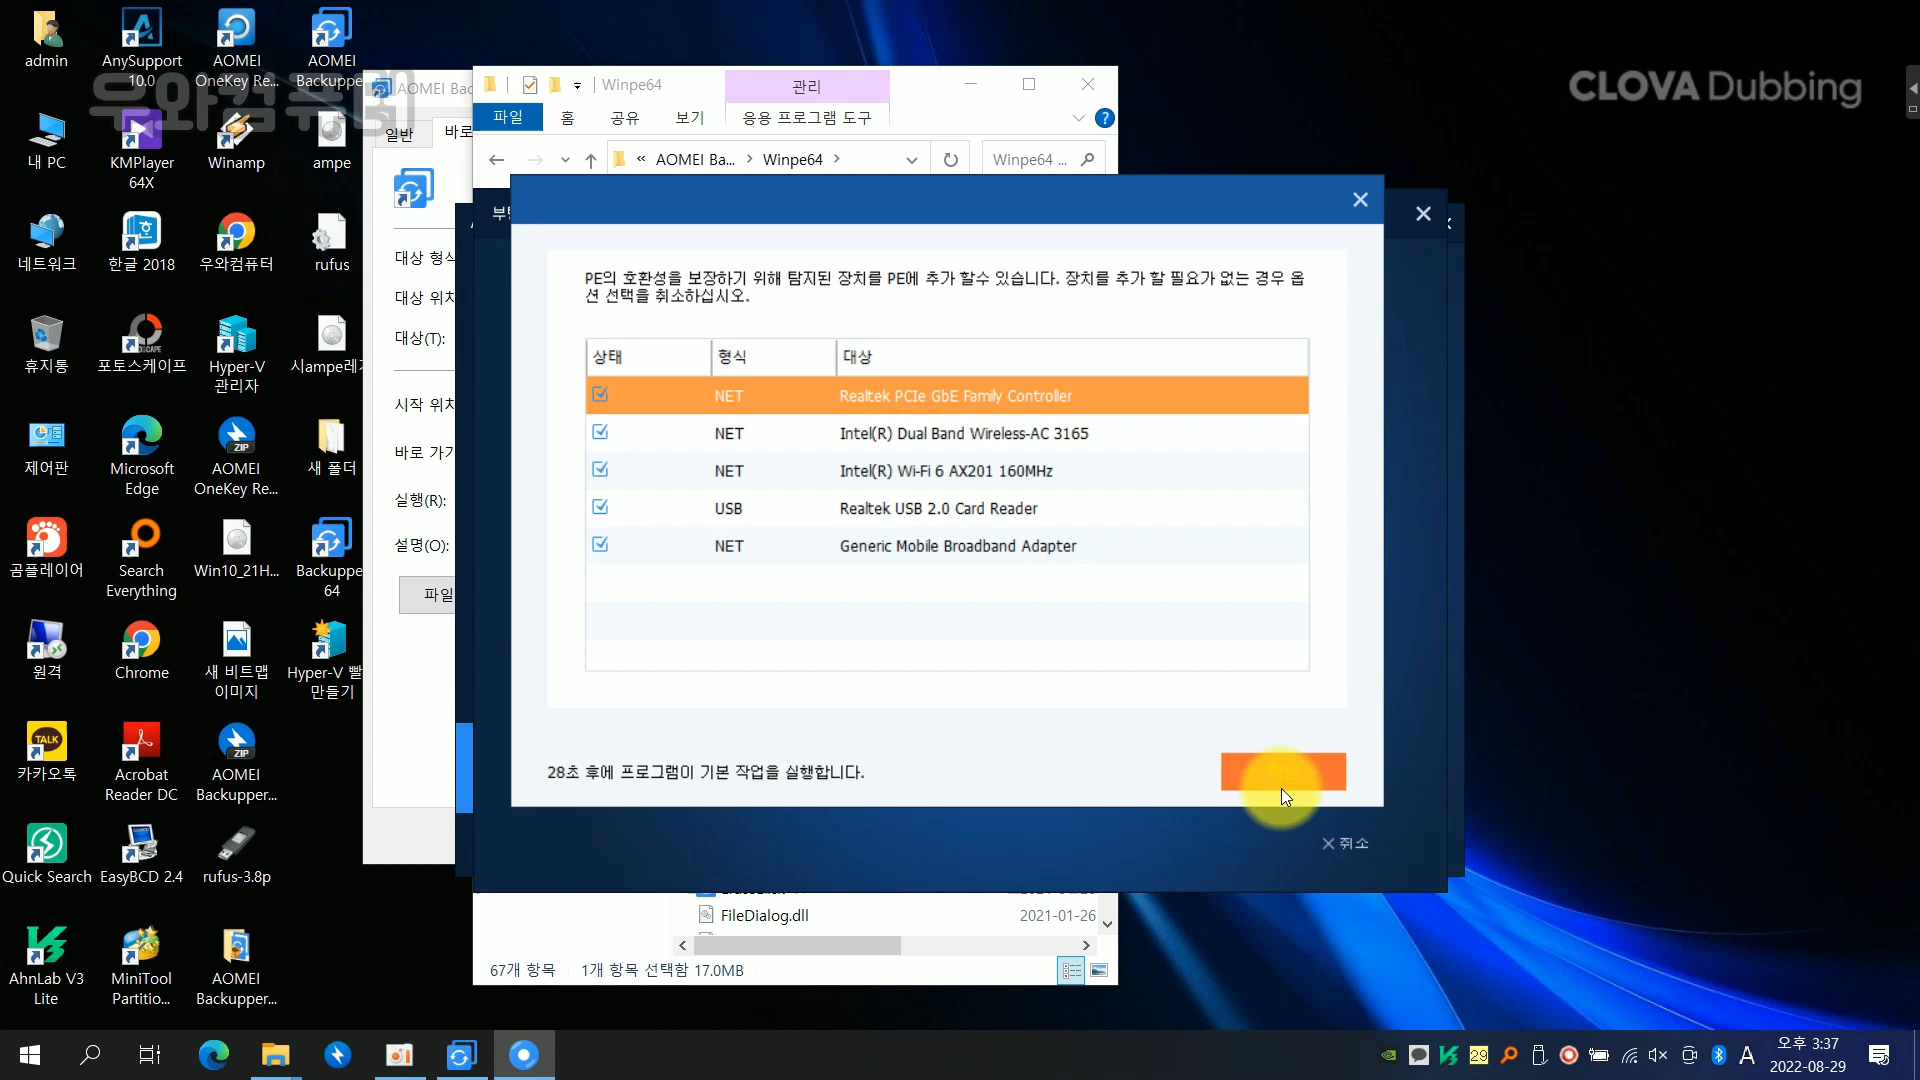 admin
AnySupport
10.0
AOMEI
OneKey Re...
AOMEI
Backuppe
우와컴퓨터
CLOVA Dubbing
내 PC
KMPlayer
64X
Winamp
ampe
네트워크
한글 2018
우와컴퓨터
rufus
휴지통
포토스케이프
Hyper-V
관리자
제어판
Microsoft
Edge
AOMEI
OneKey Re...
새 폴더
곰플레이어
Search
Everything
Win10_21H...
Backuppe
64
원격
Chrome
새 비트맵
이미지
Hyper-V 빨
만들기
카카오톡
Acrobat
Reader DC
AOMEI
Backupper...
Quick Search
EasyBCD 2.4
rufus-3.8p
AhnLab V3
Lite
MiniTool
Partitio...
AOMEI
Backupper...
AOMEI Bac
일반
바로
대상 형식
대상 위치
대상(T):
시작 위치
바로 가기
실행(R):
설명(O):
파일
Winpe64
관리
파일
홈
공유
보기
응용 프로그램 도구
« AOMEI Ba... > Winpe64 >
Winpe64 ...
PE의 호환성을 보장하기 위해 탐지된 장치를 PE에 추가 할수 있습니다. 장치를 추가 할 필요가 없는 경우 옵
션 선택을 취소하십시오.
상태 형식 대상
NET Realtek PCIe GbE Family Controller
NET Intel(R) Dual Band Wireless-AC 3165
NET Intel(R) Wi-Fi 6 AX201 160MHz
USB Realtek USB 2.0 Card Reader
NET Generic Mobile Broadband Adapter
28초 후에 프로그램이 기본 작업을 실행합니다.
취소
FileDialog.dll 2021-01-26
67개 항목 1개 항목 선택함 17.0MB
29
A
오후 3:37
2022-08-29